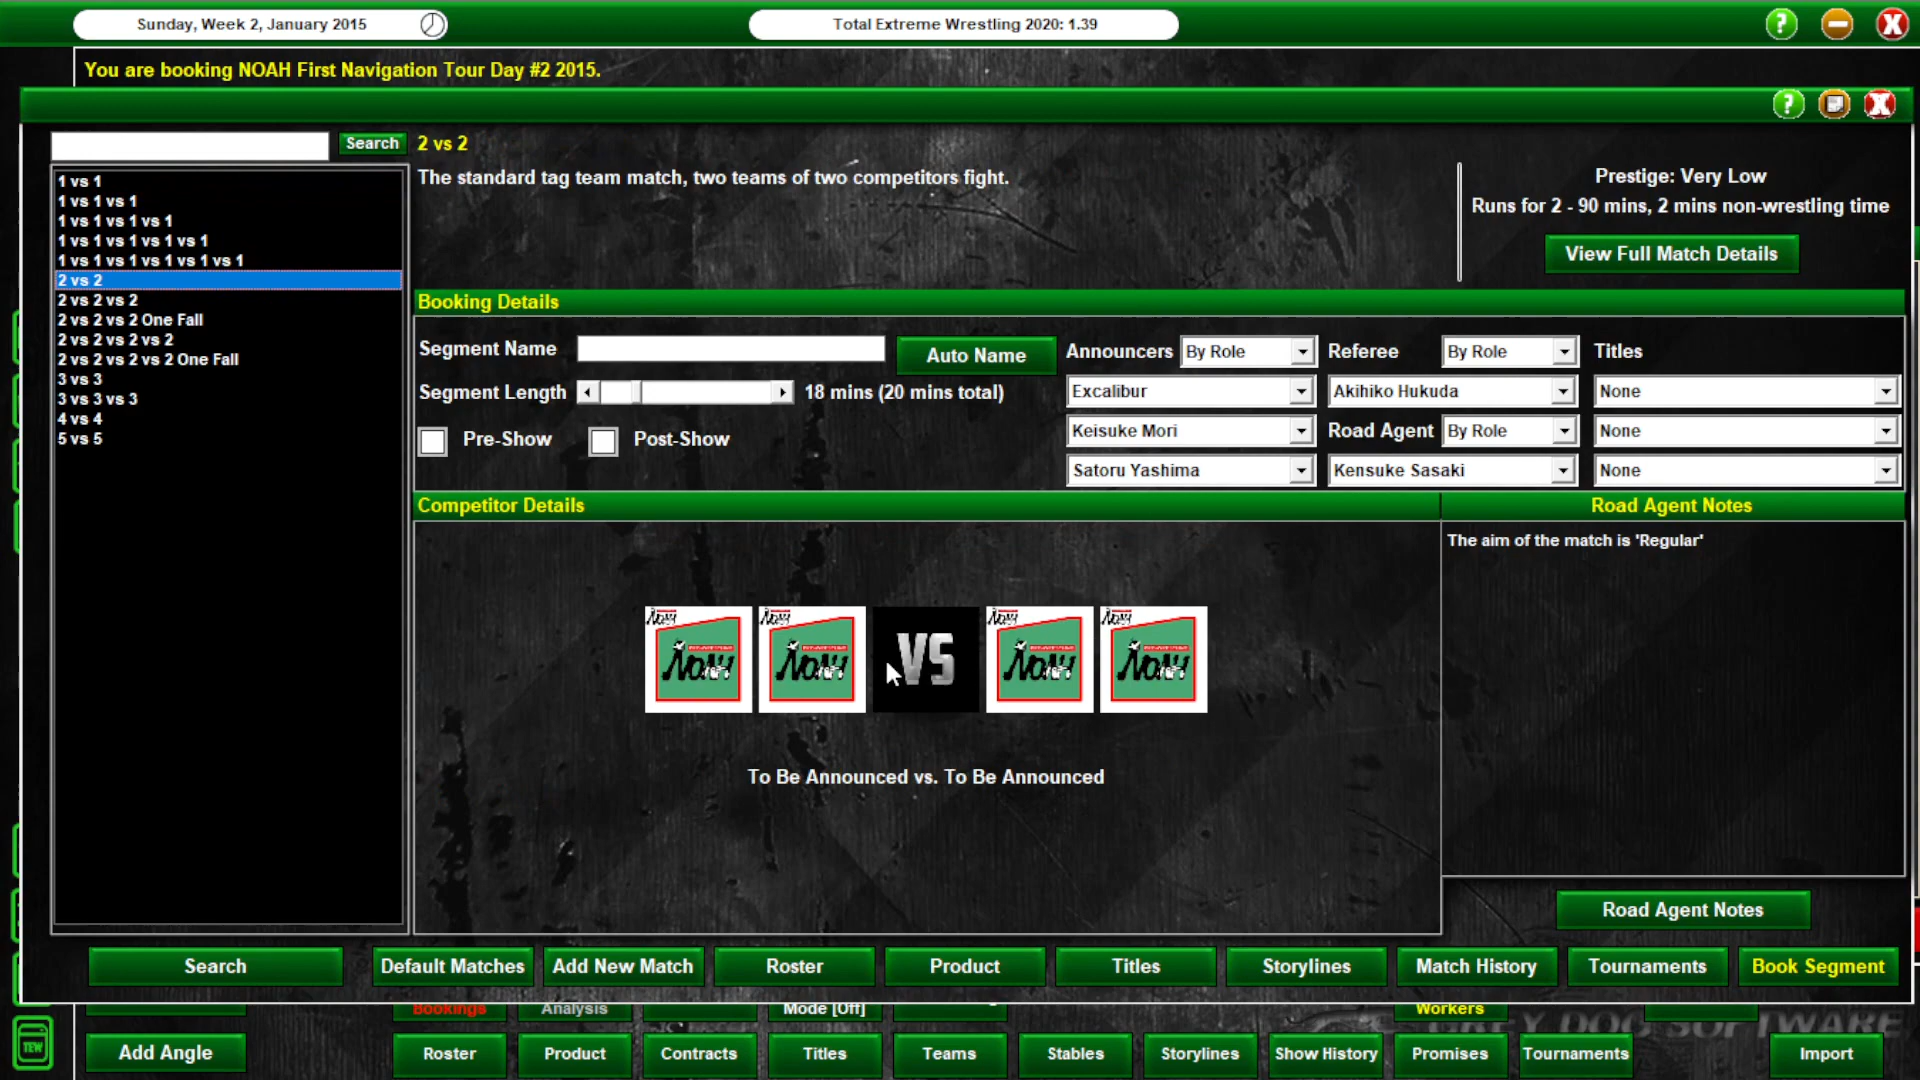 Sunday, Week 2, January 2015
Total Extreme Wrestling 2020: 1.39
You are booking NOAH First Navigation Tour Day #2 2015.
Search
2 vs 2
The standard tag team match, two teams of two competitors fight.
Prestige: Very Low
Runs for 2 - 90 mins, 2 mins non-wrestling time
View Full Match Details
1 vs 1
1 vs 1 vs 1
1 vs 1 vs 1 vs 1
1 vs 1 vs 1 vs 1 vs 1
1 vs 1 vs 1 vs 1 vs 1 vs 1
2 vs 2
2 vs 2 vs 2
2 vs 2 vs 2 One Fall
2 vs 2 vs 2 vs 2
2 vs 2 vs 2 vs 2 One Fall
3 vs 3
3 vs 3 vs 3
4 vs 4
5 vs 5
Booking Details
Segment Name
Auto Name
Announcers By Role
Referee By Role
Titles
Segment Length
18 mins (20 mins total)
Excalibur
Akihiko Hukuda
None
Pre-Show
Post-Show
Keisuke Mori
Road Agent By Role
None
Satoru Yashima
Kensuke Sasaki
None
Competitor Details
Road Agent Notes
The aim of the match is 'Regular'
NOAH
NOAH
VS
NOAH
NOAH
To Be Announced vs. To Be Announced
Road Agent Notes
Search
Default Matches
Add New Match
Roster
Product
Titles
Storylines
Match History
Tournaments
Book Segment
Bookings
Analysis
Mode [Off]
Workers
GREY DOG SOFTWARE
TEW
Add Angle
Roster
Product
Contracts
Titles
Teams
Stables
Storylines
Show History
Promises
Tournaments
Import